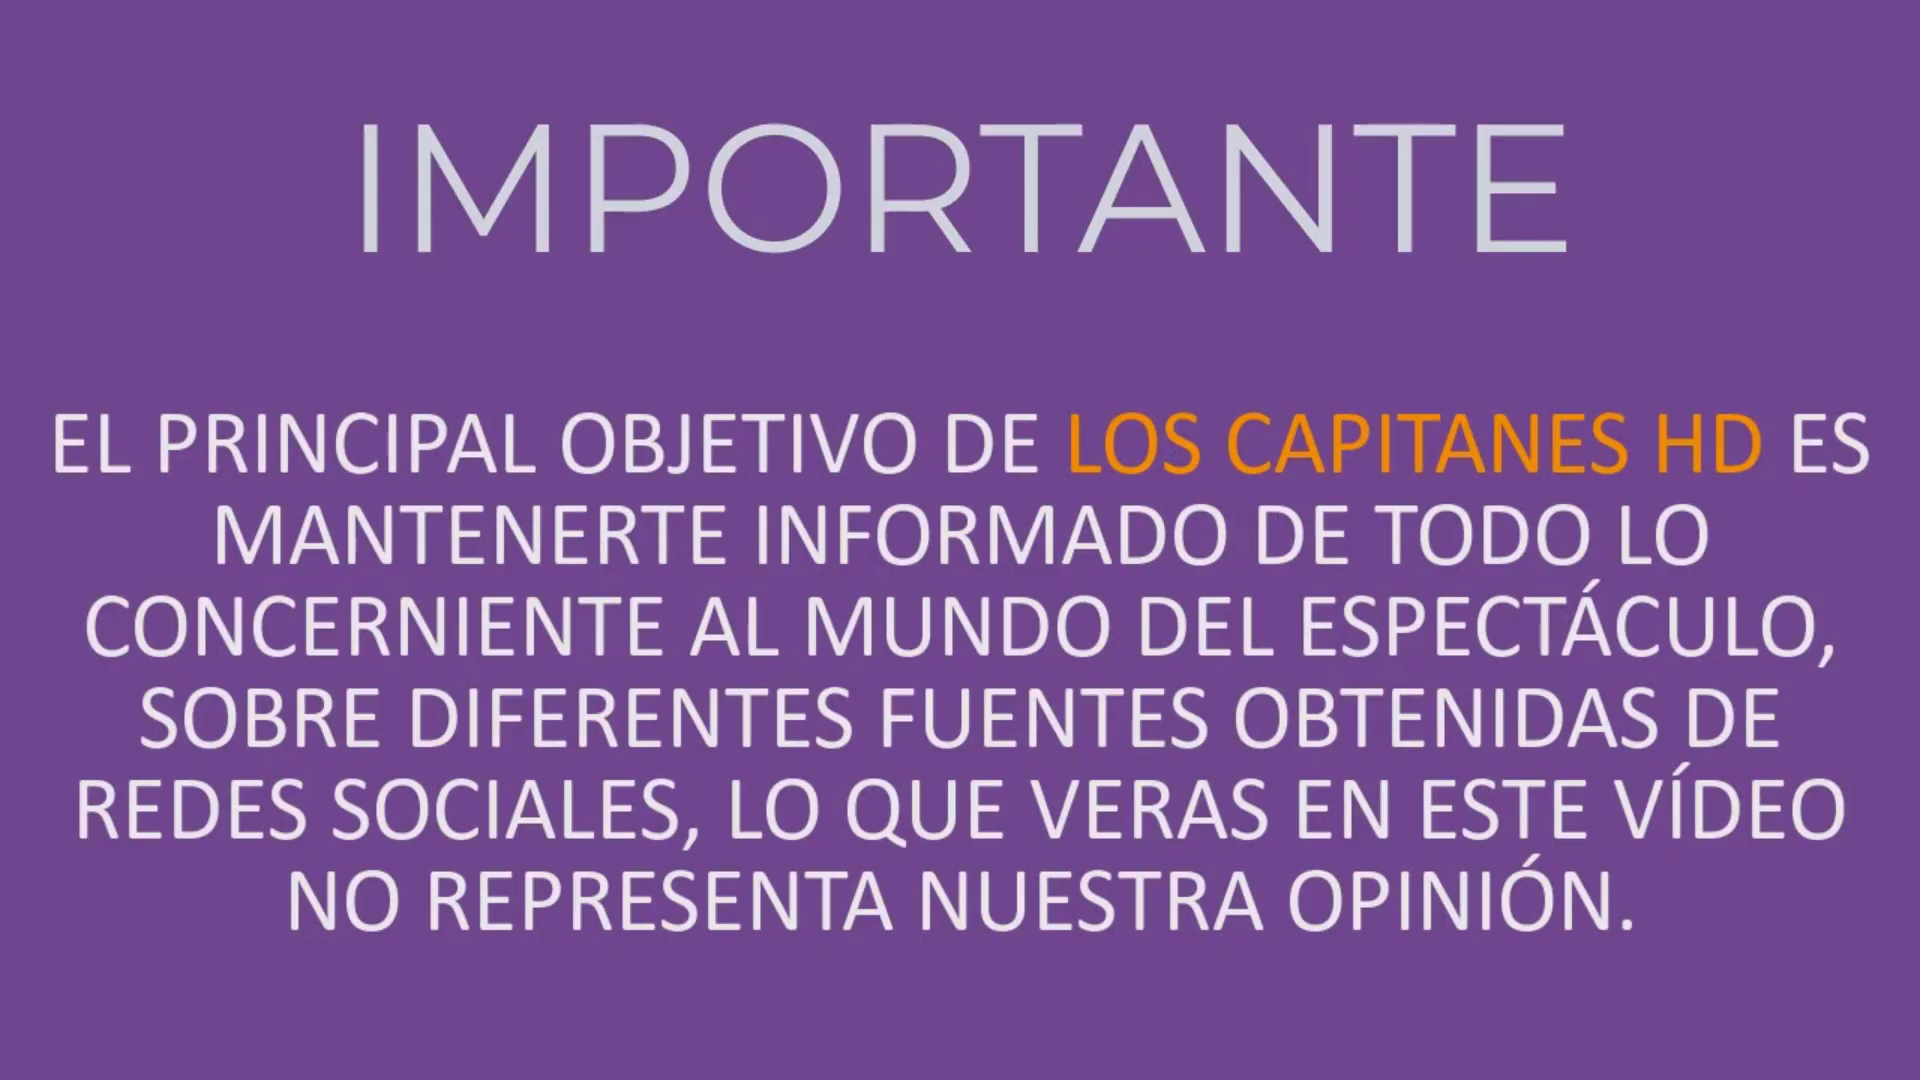 IMPORTANTE
EL PRINCIPAL OBJETIVO DE LOS CAPITANES HD ES
MANTENERTE INFORMADO DE TODO LO
CONCERNIENTE AL MUNDO DEL ESPECTÁCULO,
SOBRE DIFERENTES FUENTES OBTENIDAS DE
REDES SOCIALES, LO QUE VERAS EN ESTE VÍDEO
NO REPRESENTA NUESTRA OPINIÓN.